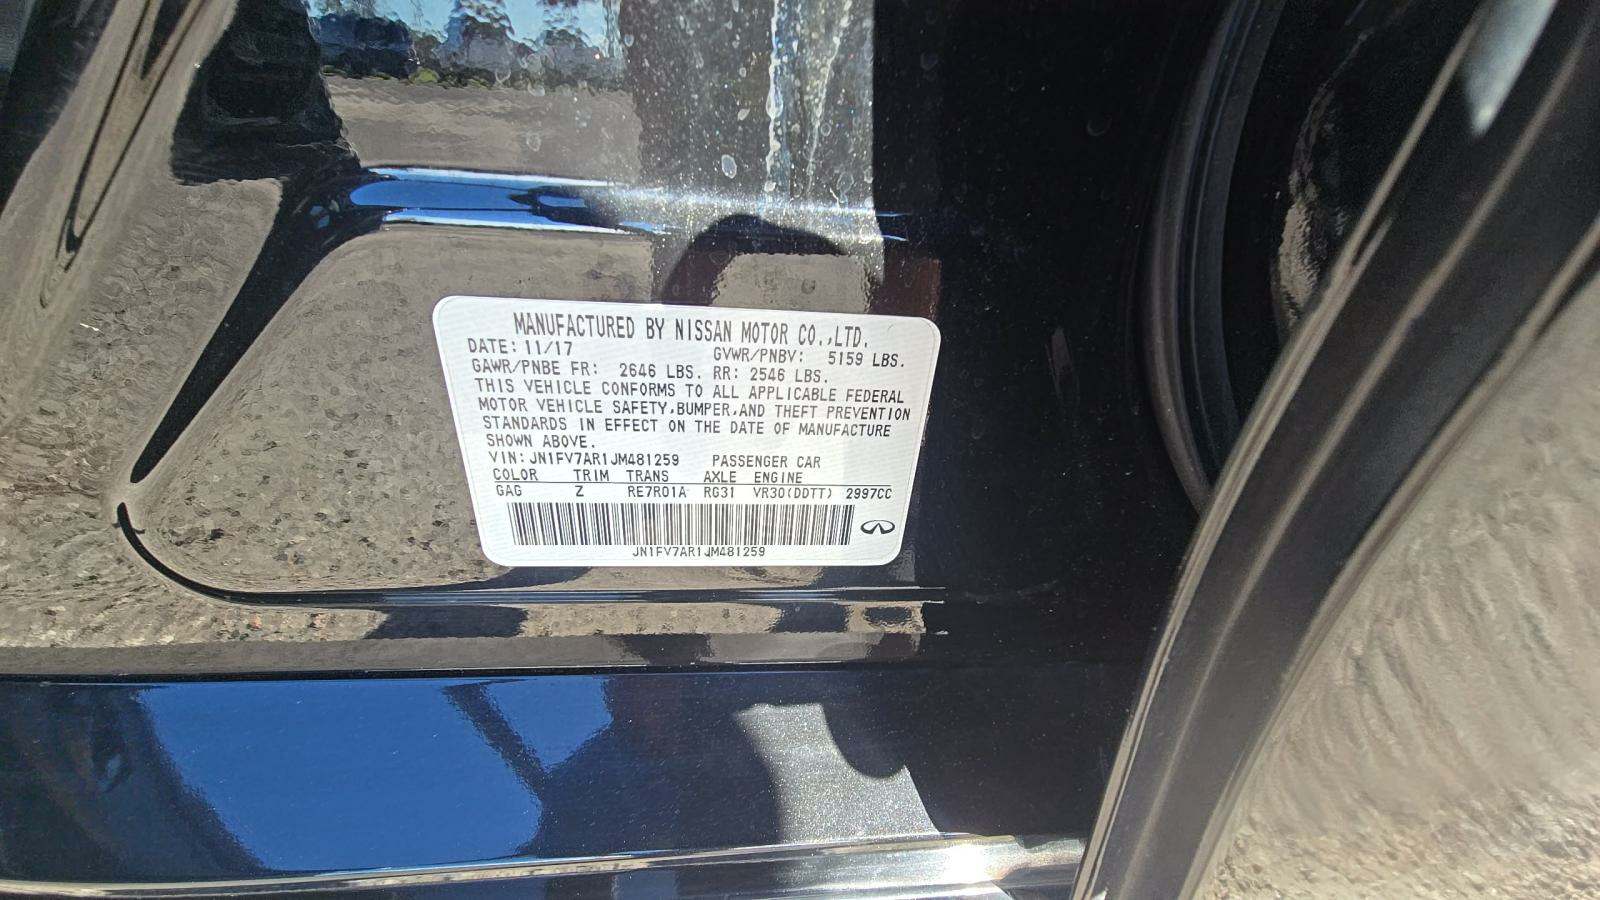 MANUFACTURED BY NISSAN MOTOR CO.,LTD.
DATE: 11/17 GVWR/PNBV: 5159 LBS.
GAWR/PNBE FR: 2646 LBS. RR: 2546 LBS.
THIS VEHICLE CONFORMS TO ALL APPLICABLE FEDERAL
MOTOR VEHICLE SAFETY,BUMPER,AND THEFT PREVENTION
STANDARDS IN EFFECT ON THE DATE OF MANUFACTURE
SHOWN ABOVE.
VIN: JN1FV7AR1JM481259 PASSENGER CAR
COLOR TRIM TRANS AXLE ENGINE
GAG Z RE7R01A RG31 VR30(DDTT) 2997CC
JN1FV7AR1JM481259